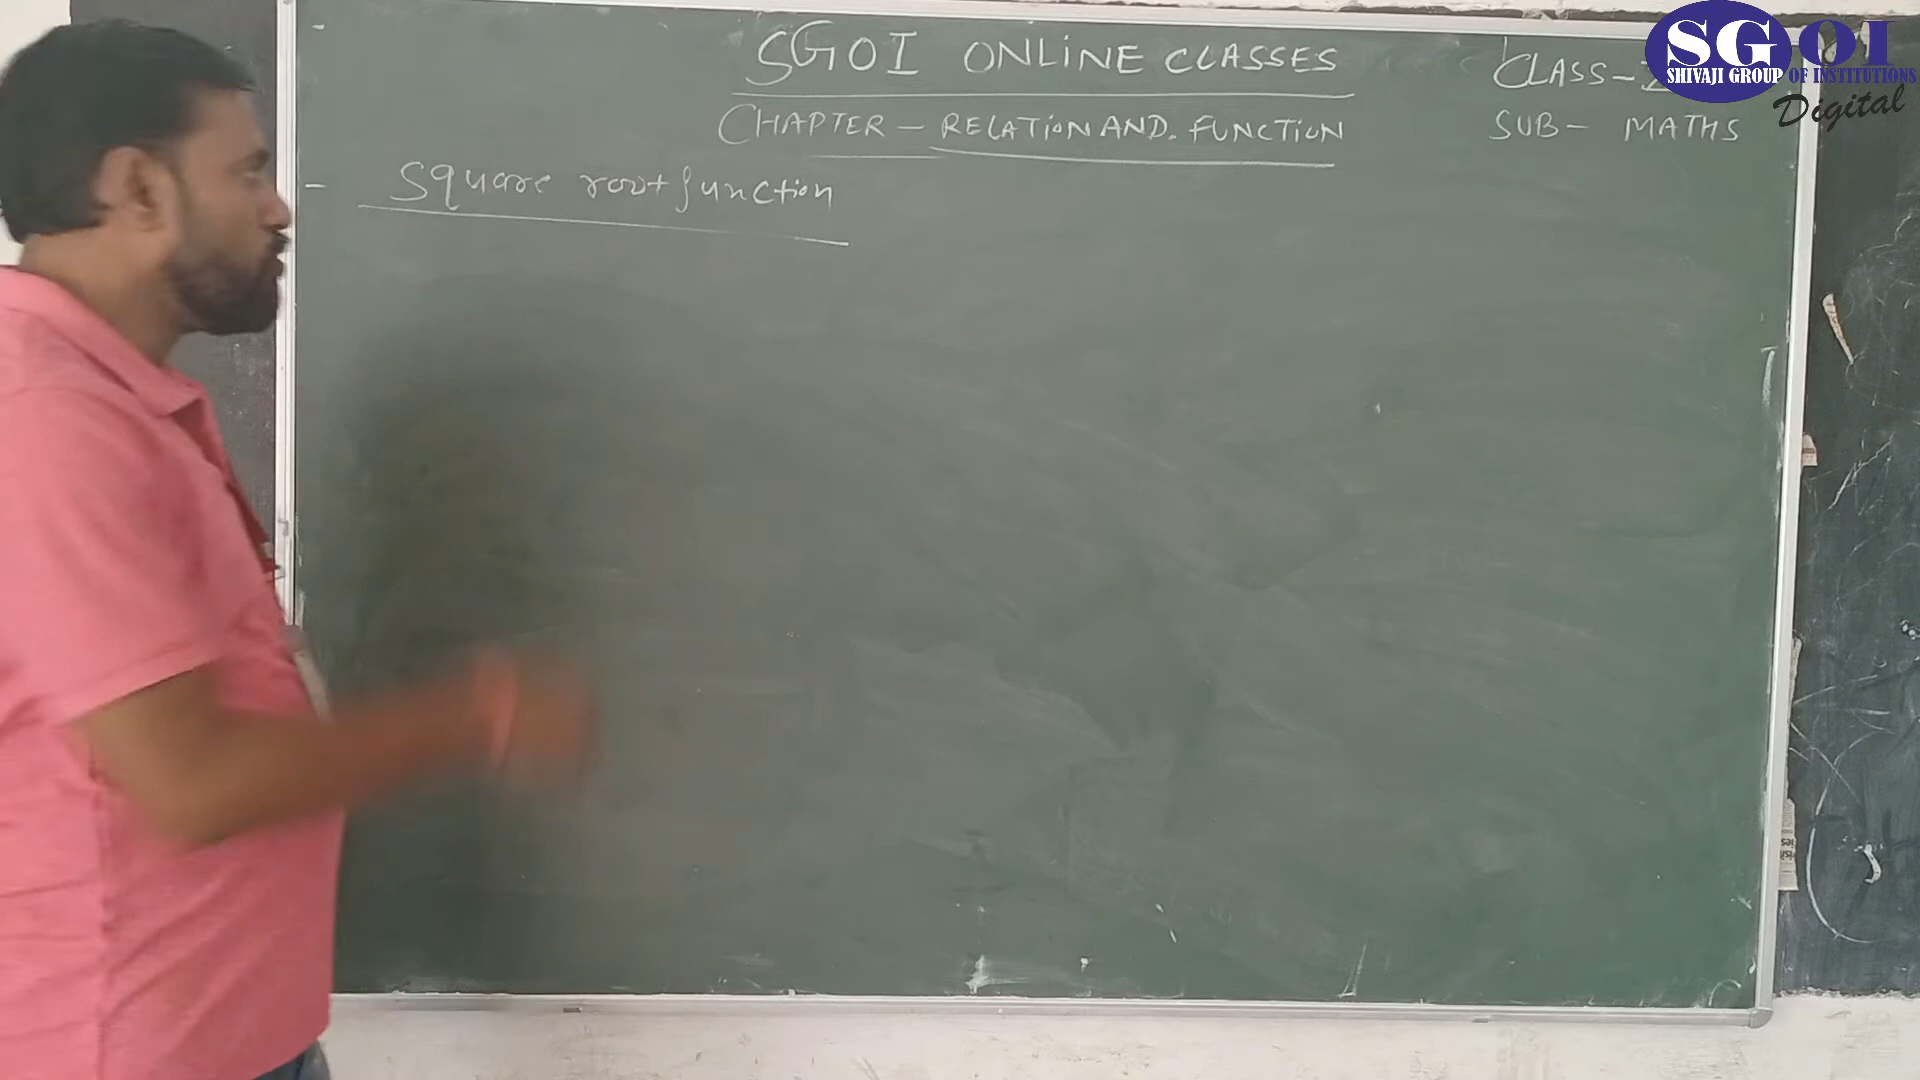 SGOI ONLINE CLASSES
CLASS-
CHAPTER - RELATION AND FUNCTION
SUB- MATHS
- Square root function
SGOI
SHIVAJI GROUP OF INSTITUTIONS
Digital